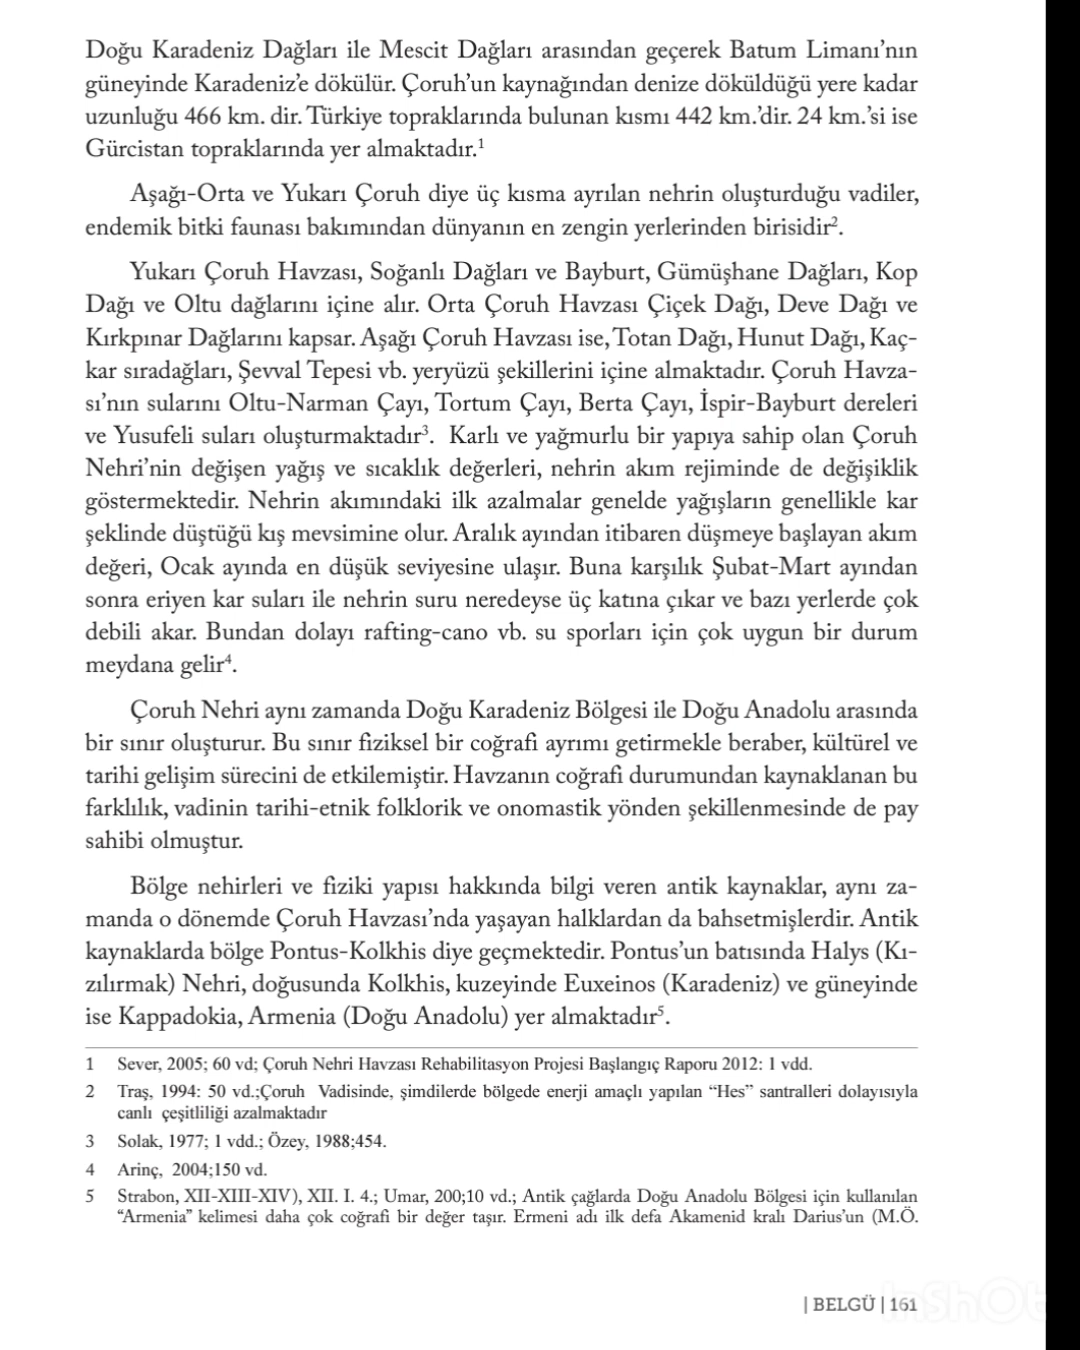 Doğu Karadeniz Dağları ile Mescit Dağları arasından geçerek Batum Limanı’nın
güneyinde Karadeniz’e dökülür. Çoruh’un kaynağından denize döküldüğü yere kadar
uzunluğu 466 km. dir. Türkiye topraklarında bulunan kısmı 442 km.’dir. 24 km.’si ise
Gürcistan topraklarında yer almaktadır.¹
Aşağı-Orta ve Yukarı Çoruh diye üç kısma ayrılan nehrin oluşturduğu vadiler,
endemik bitki faunası bakımından dünyanın en zengin yerlerinden birisidir².
Yukarı Çoruh Havzası, Soğanlı Dağları ve Bayburt, Gümüşhane Dağları, Kop
Dağı ve Oltu dağlarını içine alır. Orta Çoruh Havzası Çiçek Dağı, Deve Dağı ve
Kırkpınar Dağlarını kapsar. Aşağı Çoruh Havzası ise, Totan Dağı, Hunut Dağı, Kaç-
kar sıradağları, Şevval Tepesi vb. yeryüzü şekillerini içine almaktadır. Çoruh Havza-
sı’nın sularını Oltu-Narman Çayı, Tortum Çayı, Berta Çayı, İspir-Bayburt dereleri
ve Yusufeli suları oluşturmaktadır³. Karlı ve yağmurlu bir yapıya sahip olan Çoruh
Nehri’nin değişen yağış ve sıcaklık değerleri, nehrin akım rejiminde de değişiklik
göstermektedir. Nehrin akımındaki ilk azalmalar genelde yağışların genellikle kar
şeklinde düştüğü kış mevsimine olur. Aralık ayından itibaren düşmeye başlayan akım
değeri, Ocak ayında en düşük seviyesine ulaşır. Buna karşılık Şubat-Mart ayından
sonra eriyen kar suları ile nehrin suru neredeyse üç katına çıkar ve bazı yerlerde çok
debili akar. Bundan dolayı rafting-cano vb. su sporları için çok uygun bir durum
meydana gelir⁴.
Çoruh Nehri aynı zamanda Doğu Karadeniz Bölgesi ile Doğu Anadolu arasında
bir sınır oluşturur. Bu sınır fiziksel bir coğrafi ayrımı getirmekle beraber, kültürel ve
tarihi gelişim sürecini de etkilemiştir. Havzanın coğrafi durumundan kaynaklanan bu
farklılık, vadinin tarihi-etnik folklorik ve onomastik yönden şekillenmesinde de pay
sahibi olmuştur.
Bölge nehirleri ve fiziki yapısı hakkında bilgi veren antik kaynaklar, aynı za-
manda o dönemde Çoruh Havzası’nda yaşayan halklardan da bahsetmişlerdir. Antik
kaynaklarda bölge Pontus-Kolkhis diye geçmektedir. Pontus’un batısında Halys (Kı-
zılırmak) Nehri, doğusunda Kolkhis, kuzeyinde Euxeinos (Karadeniz) ve güneyinde
ise Kappadokia, Armenia (Doğu Anadolu) yer almaktadır⁵.
1 Sever, 2005; 60 vd; Çoruh Nehri Havzası Rehabilitasyon Projesi Başlangıç Raporu 2012: 1 vdd.
2 Traş, 1994: 50 vd.;Çoruh Vadisinde, şimdilerde bölgede enerji amaçlı yapılan “Hes” santralleri dolayısıyla
canlı çeşitliliği azalmaktadır
3 Solak, 1977; 1 vdd.; Özey, 1988;454.
4 Arinç, 2004;150 vd.
5 Strabon, XII-XIII-XIV), XII. I. 4.; Umar, 200;10 vd.; Antik çağlarda Doğu Anadolu Bölgesi için kullanılan
“Armenia” kelimesi daha çok coğrafi bir değer taşır. Ermeni adı ilk defa Akamenid kralı Darius’un (M.Ö.
| BELGÜ | 161
InShOt